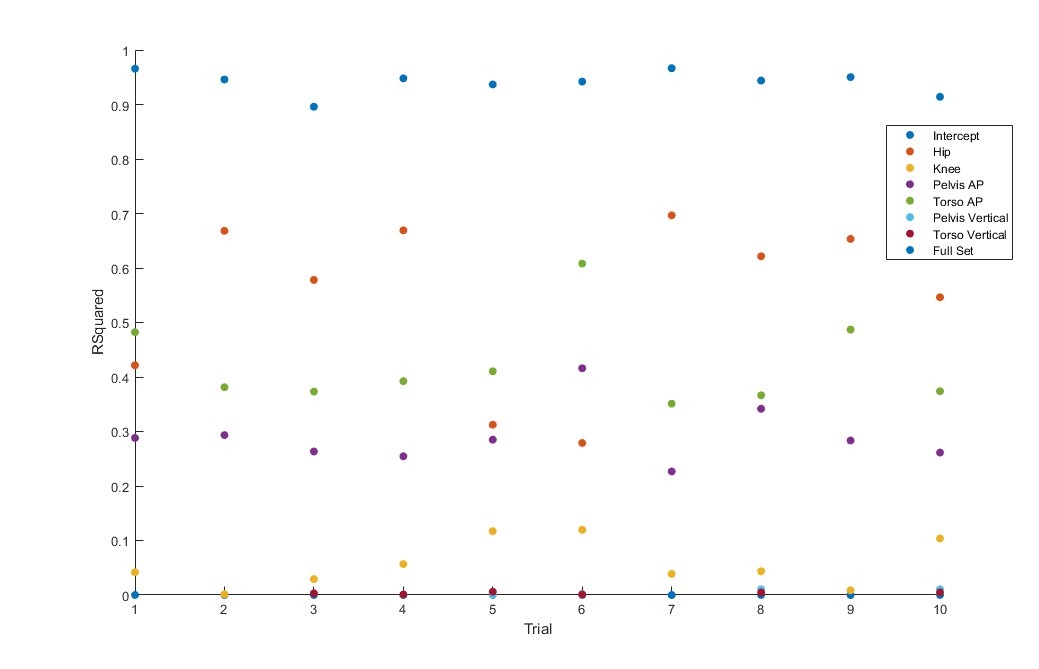 1
0.9
0.8
0.7
0.6
0.5
0.4
0.3
0.2
0.1
0
RSquared
1 2 3 4 5 6 7 8 9 10
Trial
Intercept
Hip
Knee
Pelvis AP
Torso AP
Pelvis Vertical
Torso Vertical
Full Set